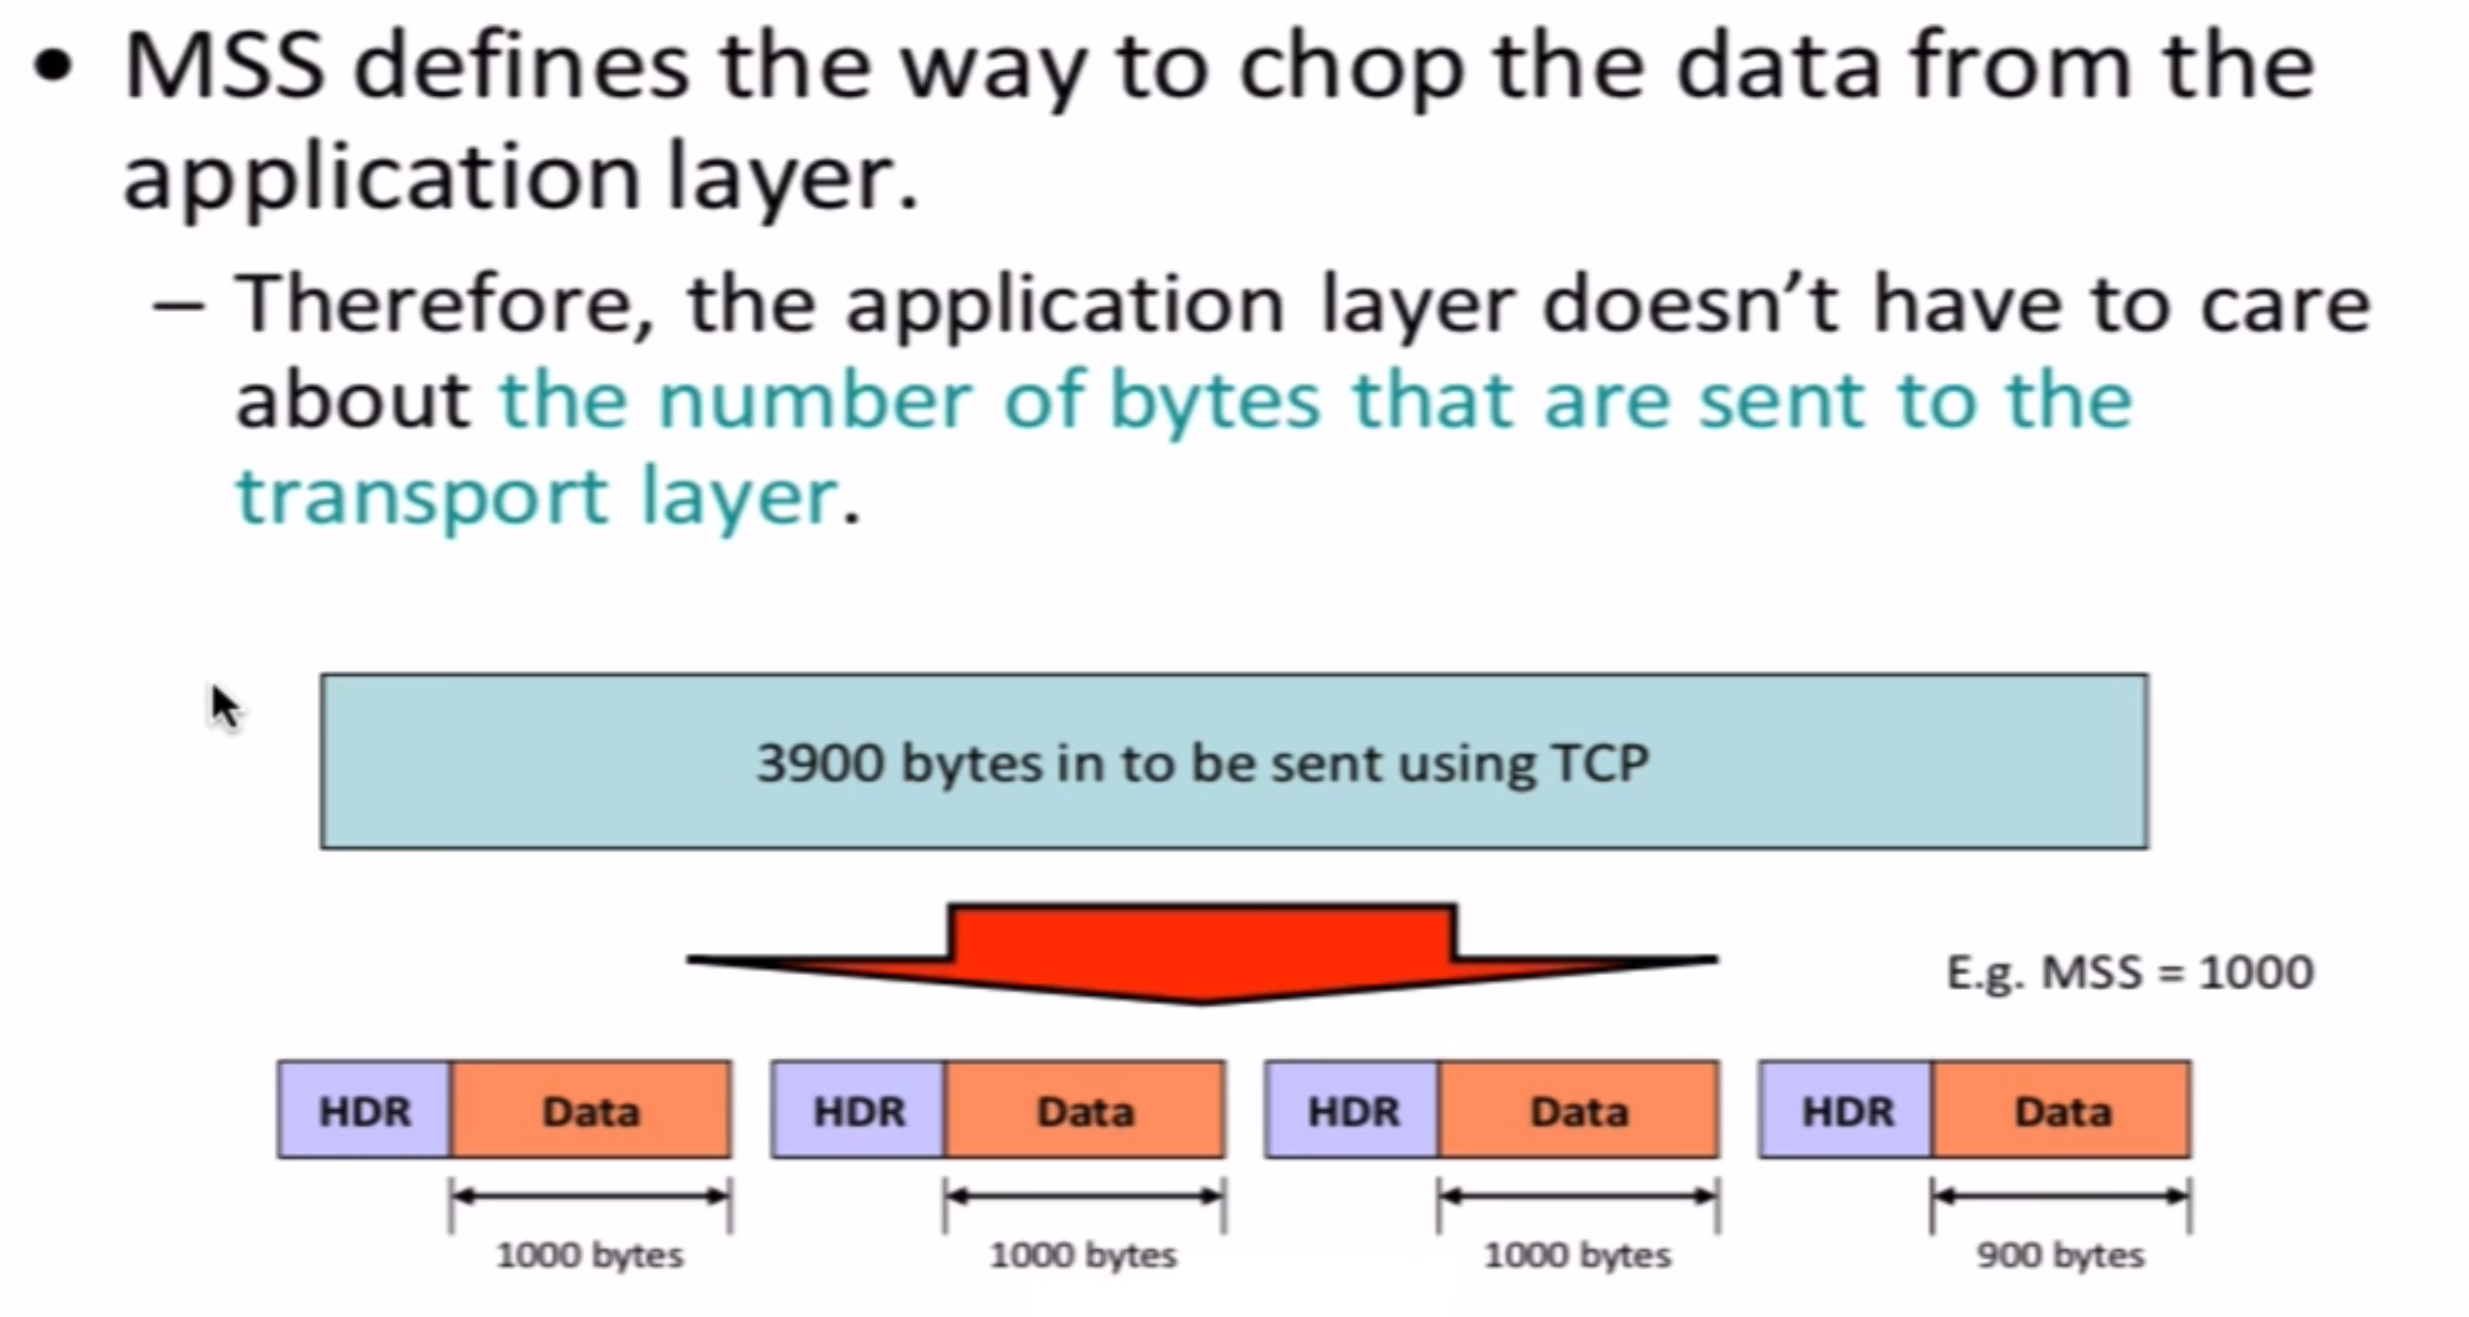 • MSS defines the way to chop the data from the
application layer.
– Therefore, the application layer doesn’t have to care
about the number of bytes that are sent to the
transport layer.
3900 bytes in to be sent using TCP
E.g. MSS = 1000
HDR Data HDR Data HDR Data HDR Data
1000 bytes 1000 bytes 1000 bytes 900 bytes